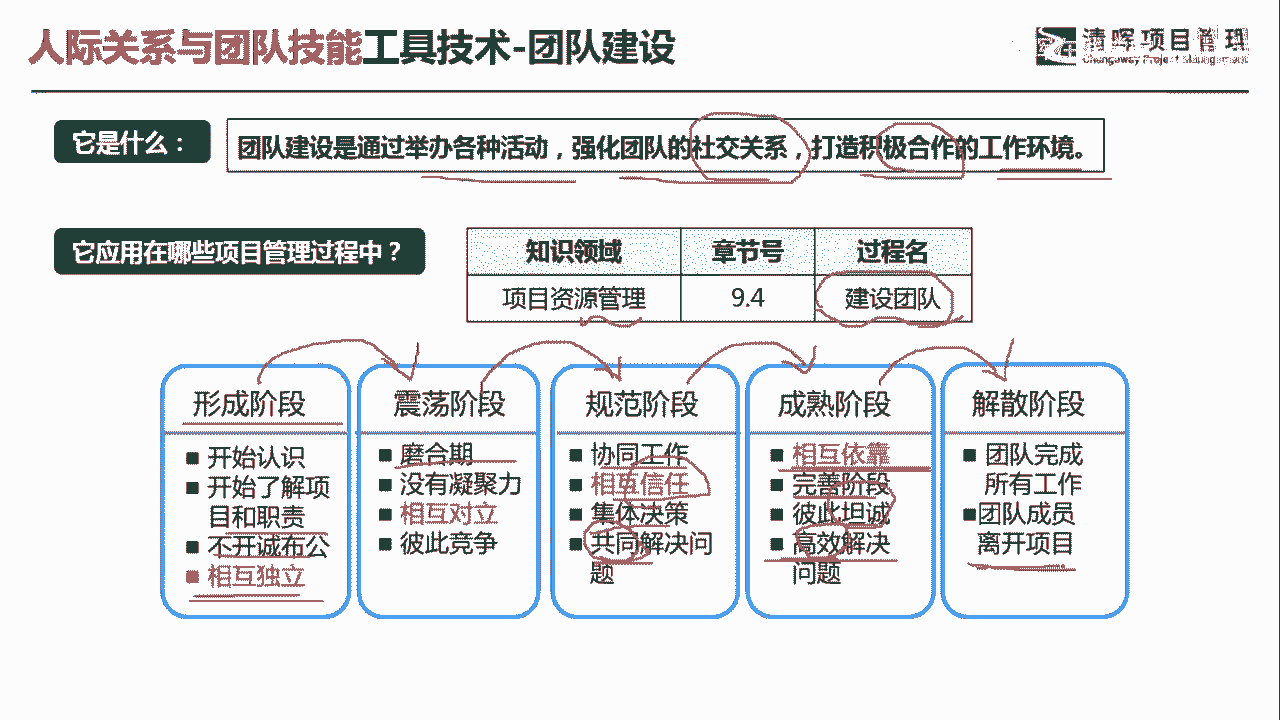 人际关系与团队技能工具技术-团队建设
清晖项目管理
Changeway Project Management
它是什么：
团队建设是通过举办各种活动，强化团队的社交关系，打造积极合作的工作环境。
它应用在哪些项目管理过程中？
知识领域 章节号 过程名
项目资源管理 9.4 建设团队
形成阶段
■ 开始认识
■ 开始了解项
目和职责
■ 不开诚布公
■ 相互独立
震荡阶段
■ 磨合期
■ 没有凝聚力
■ 相互对立
■ 彼此竞争
规范阶段
■ 协同工作
■ 相互信任
■ 集体决策
■ 共同解决问
题
成熟阶段
■ 相互依靠
■ 完善阶段
■ 彼此坦诚
■ 高效解决
问题
解散阶段
■ 团队完成
所有工作
■团队成员
离开项目